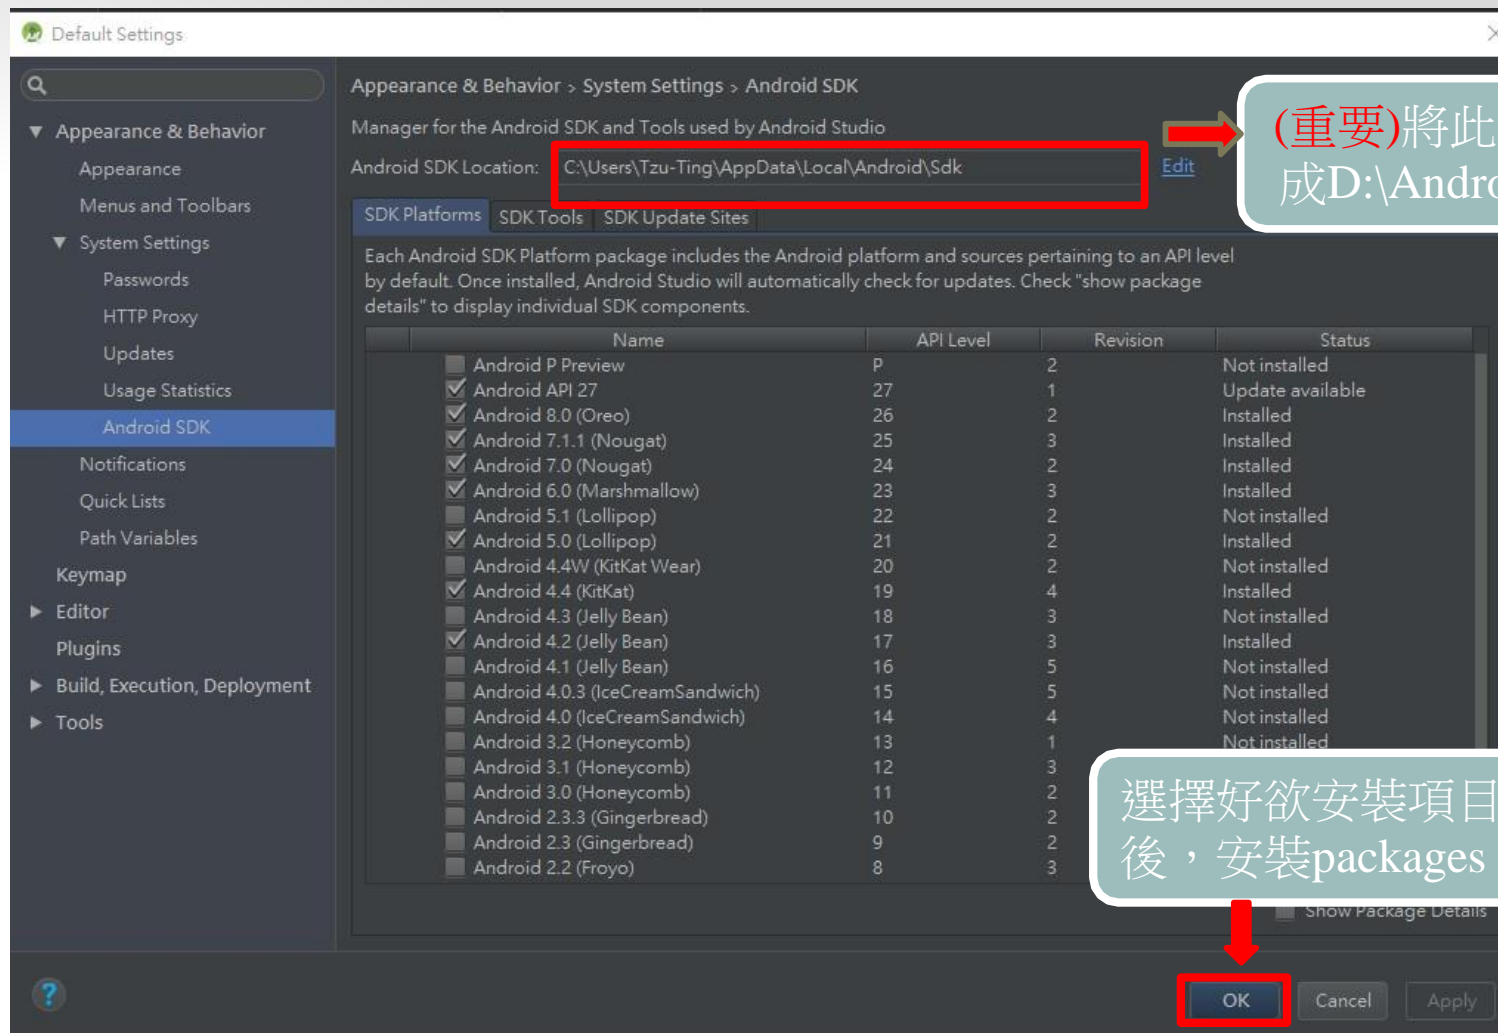 Default Settings
Appearance & Behavior
Appearance
Menus and Toolbars
System Settings
Passwords
HTTP Proxy
Updates
Usage Statistics
Android SDK
Notifications
Quick Lists
Path Variables
Keymap
Editor
Plugins
Build, Execution, Deployment
Tools
Appearance & Behavior › System Settings › Android SDK
Manager for the Android SDK and Tools used by Android Studio
Android SDK Location: C:\Users\Tzu-Ting\AppData\Local\Android\Sdk Edit
(重要)將此
成D:\Andro
SDK Platforms SDK Tools SDK Update Sites
Each Android SDK Platform package includes the Android platform and sources pertaining to an API level
by default. Once installed, Android Studio will automatically check for updates. Check "show package
details" to display individual SDK components.
Name API Level Revision Status
Android P Preview P 2 Not installed
Android API 27 27 1 Update available
Android 8.0 (Oreo) 26 2 Installed
Android 7.1.1 (Nougat) 25 3 Installed
Android 7.0 (Nougat) 24 2 Installed
Android 6.0 (Marshmallow) 23 3 Installed
Android 5.1 (Lollipop) 22 2 Not installed
Android 5.0 (Lollipop) 21 2 Installed
Android 4.4W (KitKat Wear) 20 2 Not installed
Android 4.4 (KitKat) 19 4 Installed
Android 4.3 (Jelly Bean) 18 3 Not installed
Android 4.2 (Jelly Bean) 17 3 Installed
Android 4.1 (Jelly Bean) 16 5 Not installed
Android 4.0.3 (IceCreamSandwich) 15 5 Not installed
Android 4.0 (IceCreamSandwich) 14 4 Not installed
Android 3.2 (Honeycomb) 13 1 Not installed
Android 3.1 (Honeycomb) 12 3
Android 3.0 (Honeycomb) 11 2
Android 2.3.3 (Gingerbread) 10 2
Android 2.3 (Gingerbread) 9 2
Android 2.2 (Froyo) 8 3
選擇好欲安裝項目
後，安裝packages
Show Package Details
?
OK Cancel Apply